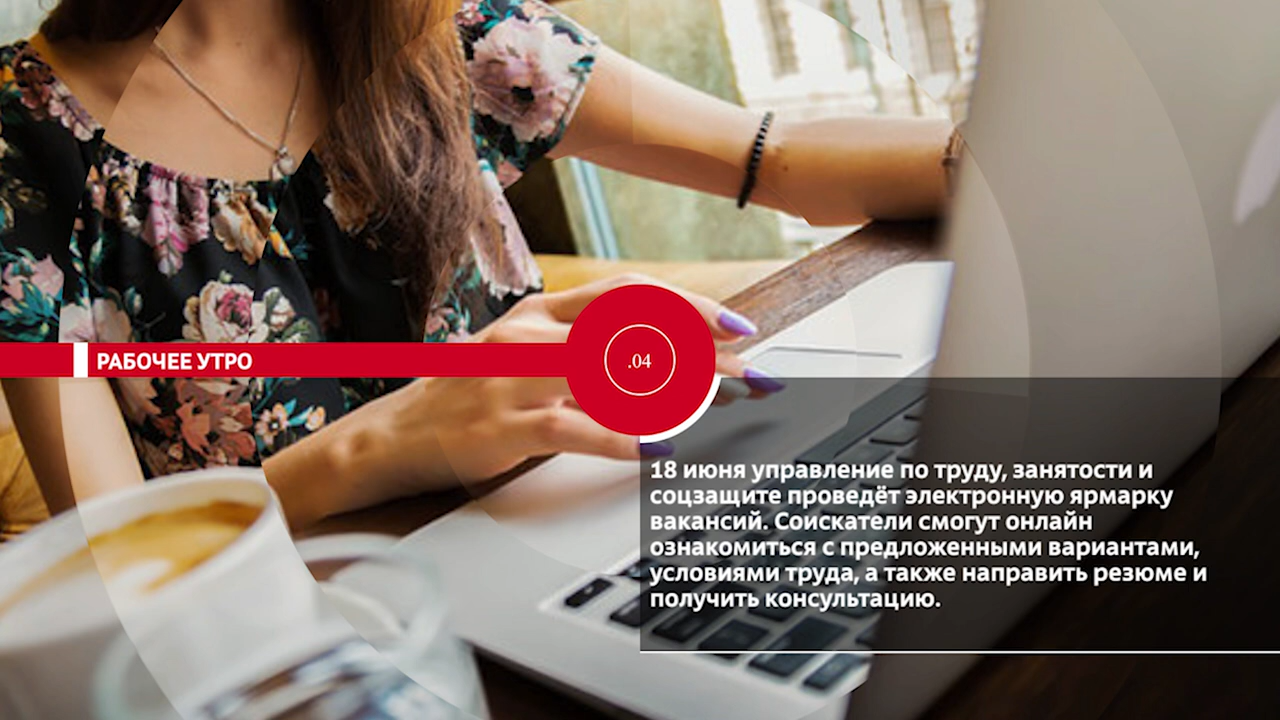 РАБОЧЕЕ УТРО
.04
18 июня управление по труду, занятости и
соцзащите проведёт электронную ярмарку
вакансий. Соискатели смогут онлайн
ознакомиться с предложенными вариантами,
условиями труда, а также направить резюме и
получить консультацию.